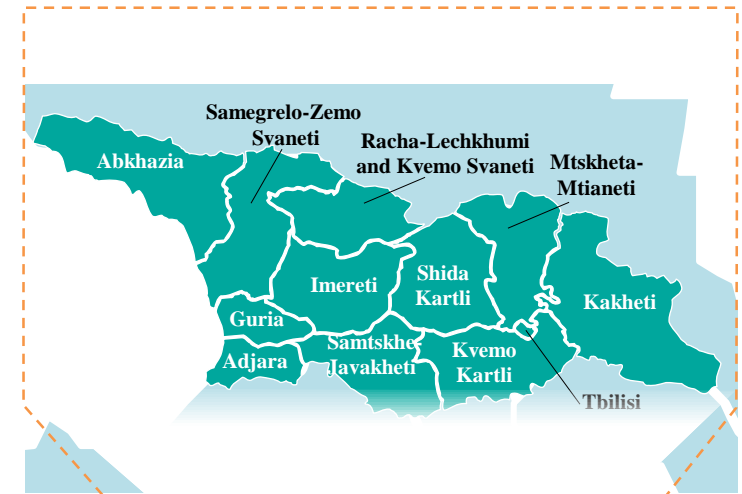 Samegrelo-Zemo
Svaneti
Racha-Lechkhumi
and Kvemo Svaneti
Mtskheta-
Mtianeti
Abkhazia
Imereti
Shida
Kartli
Kakheti
Guria
Adjara
Samtskhe-
Javakheti
Kvemo
Kartli
Tbilisi